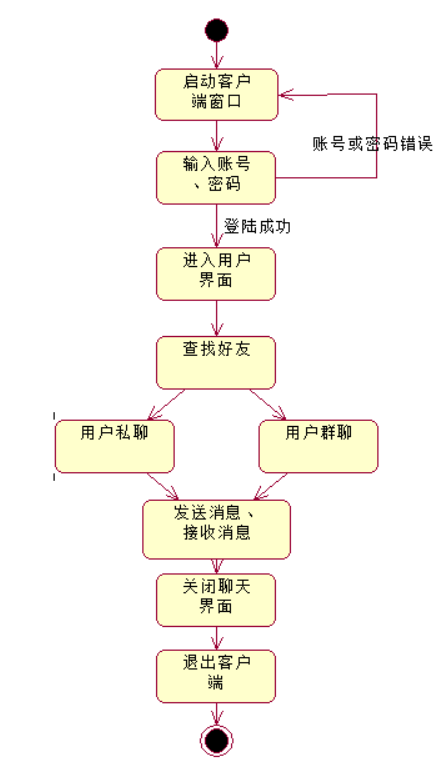 启动客户
端窗口
账号或密码错误
输入账号
、密码
登陆成功
进入用户
界面
查找好友
用户私聊
用户群聊
发送消息、
接收消息
关闭聊天
界面
退出客户
端